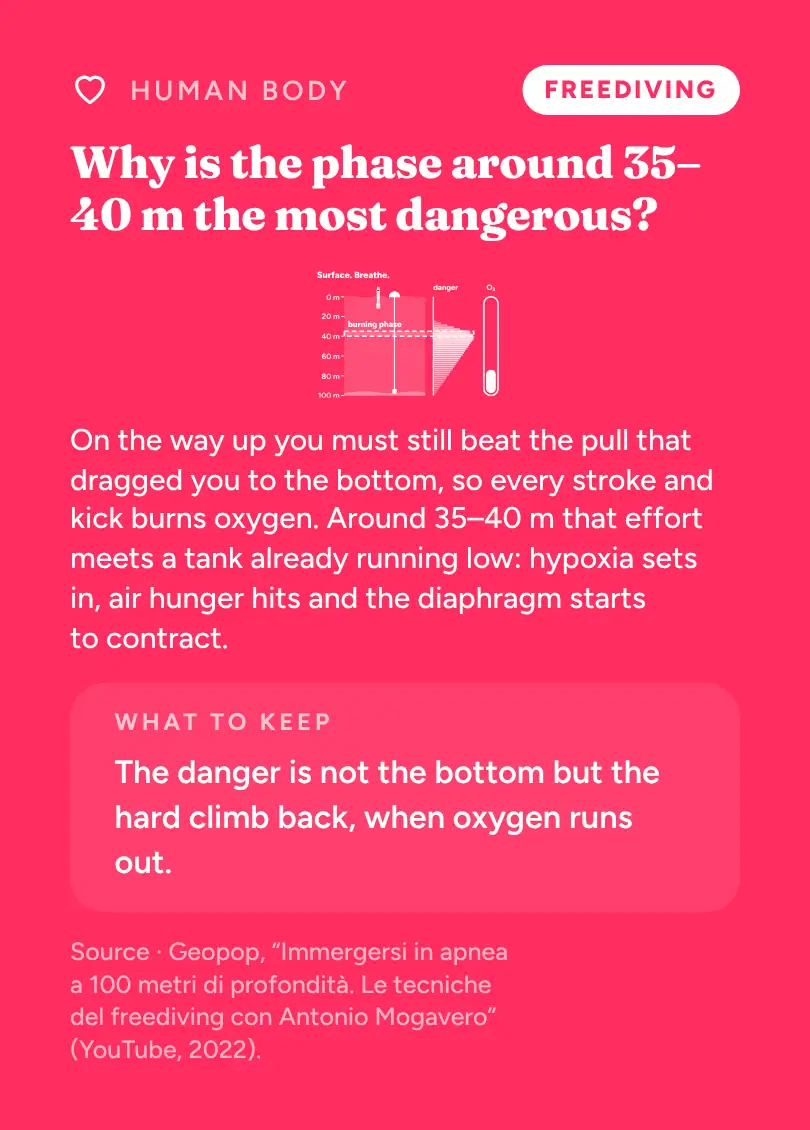 HUMAN BODY
FREEDIVING
Why is the phase around 35–
40 m the most dangerous?
Surface. Breathe.
danger
O₂
0 m
20 m
burning phase
40 m
60 m
80 m
100 m
On the way up you must still beat the pull that
dragged you to the bottom, so every stroke and
kick burns oxygen. Around 35–40 m that effort
meets a tank already running low: hypoxia sets
in, air hunger hits and the diaphragm starts
to contract.
WHAT TO KEEP
The danger is not the bottom but the
hard climb back, when oxygen runs
out.
Source · Geopop, “Immergersi in apnea
a 100 metri di profondità. Le tecniche
del freediving con Antonio Mogavero”
(YouTube, 2022).